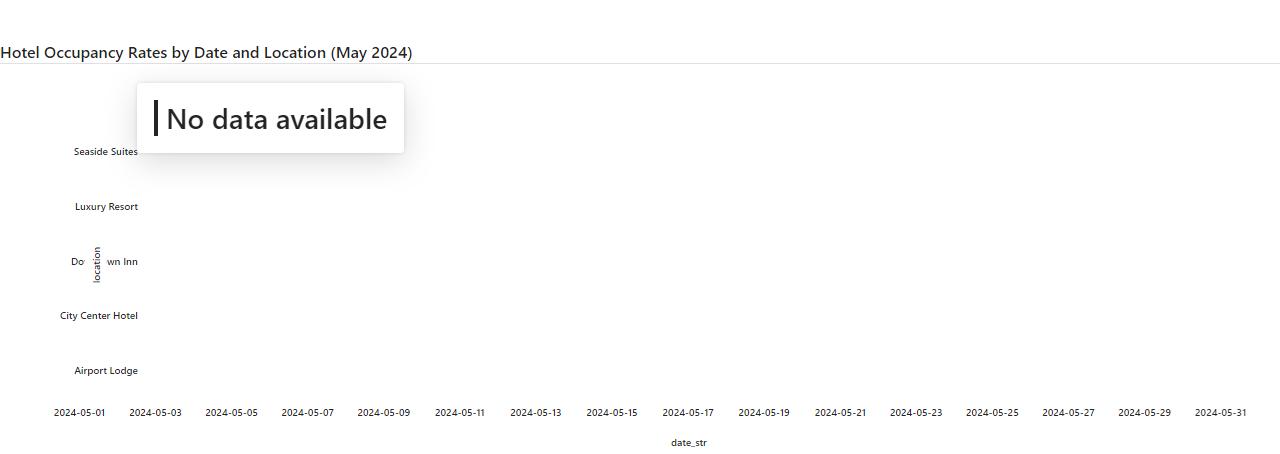 Hotel Occupancy Rates by Date and Location (May 2024)
No data available
Seaside Suites
Luxury Resort
Do wn Inn
location
City Center Hotel
Airport Lodge
2024-05-01 2024-05-03 2024-05-05 2024-05-07 2024-05-09 2024-05-11 2024-05-13 2024-05-15 2024-05-17 2024-05-19 2024-05-21 2024-05-23 2024-05-25 2024-05-27 2024-05-29 2024-05-31
date_str